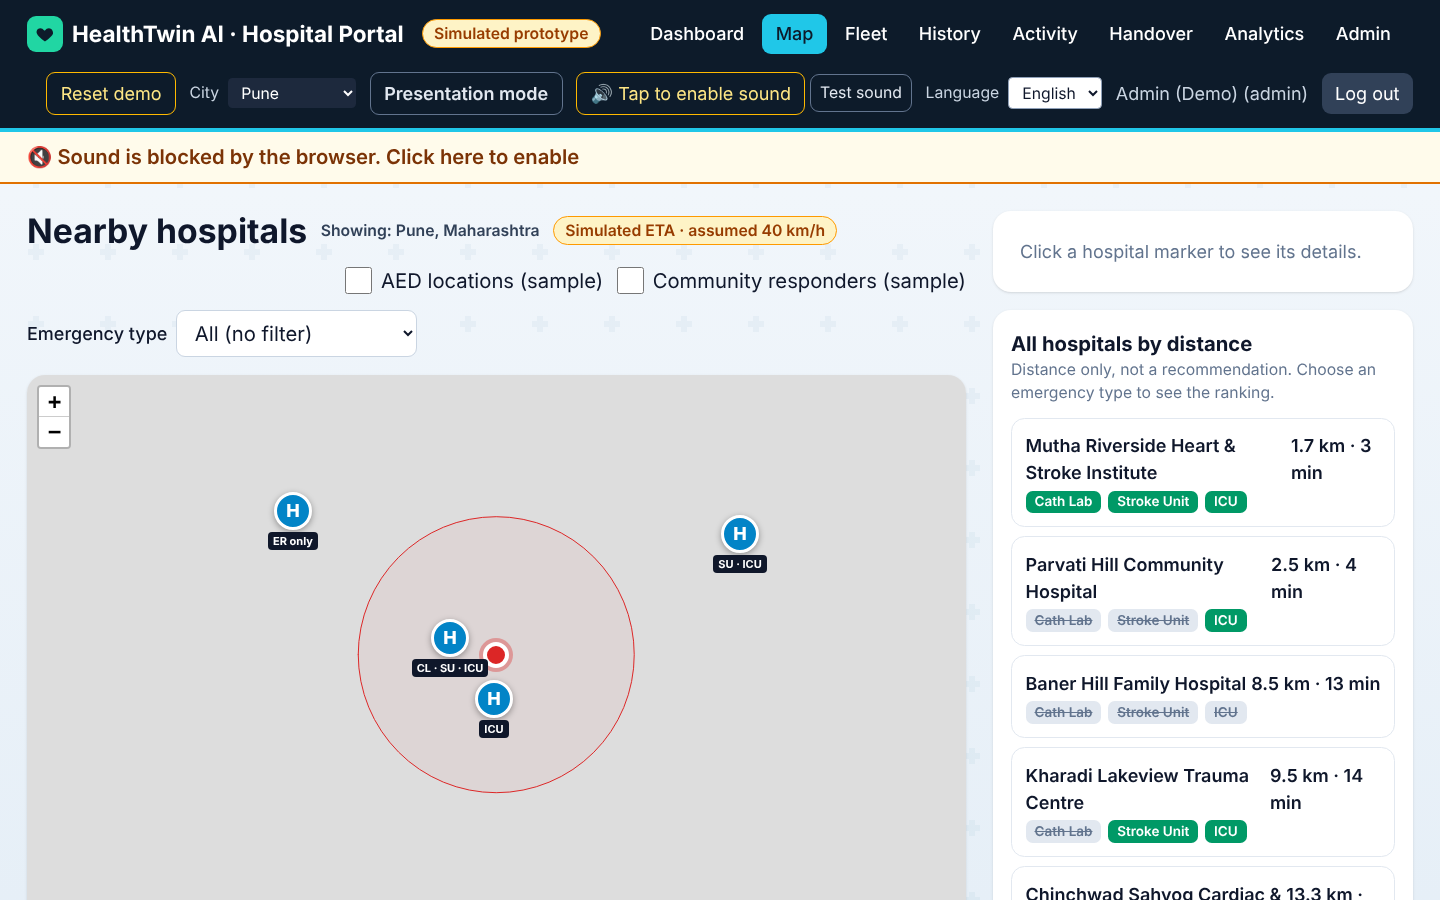 HealthTwin AI · Hospital Portal
Simulated prototype
Dashboard
Map
Fleet
History
Activity
Handover
Analytics
Admin
Reset demo
City
Pune
Presentation mode
🔊 Tap to enable sound
Test sound
Language
English
Admin (Demo) (admin)
Log out
🔇 Sound is blocked by the browser. Click here to enable
Nearby hospitals
Showing: Pune, Maharashtra
Simulated ETA · assumed 40 km/h
AED locations (sample)
Community responders (sample)
Emergency type
All (no filter)
+
−
H
ER only
H
SU · ICU
H
CL · SU · ICU
H
ICU
Click a hospital marker to see its details.
All hospitals by distance
Distance only, not a recommendation. Choose an
emergency type to see the ranking.
Mutha Riverside Heart &
Stroke Institute
1.7 km · 3
min
Cath Lab
Stroke Unit
ICU
Parvati Hill Community
Hospital
2.5 km · 4
min
Cath Lab
Stroke Unit
ICU
Baner Hill Family Hospital
8.5 km · 13 min
Cath Lab
Stroke Unit
ICU
Kharadi Lakeview Trauma
Centre
9.5 km · 14
min
Cath Lab
Stroke Unit
ICU
Chinchwad Sahyog Cardiac &
13.3 km ·